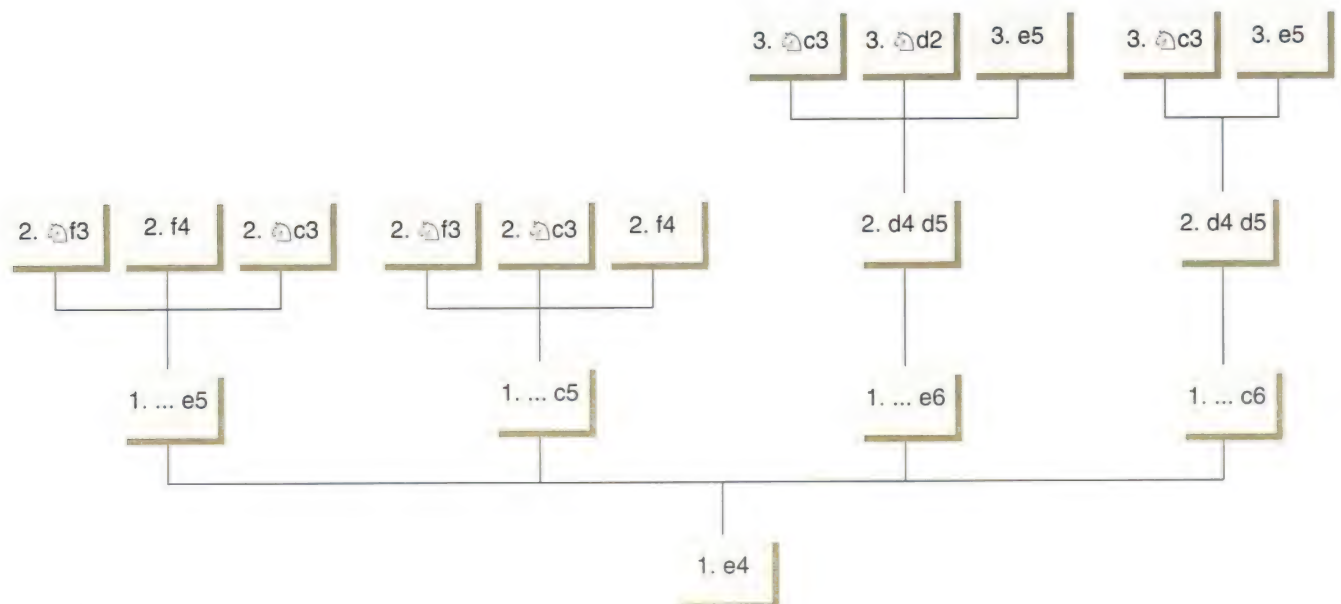 3. ♘c3 3. ♘d2 3. e5 3. ♘c3 3. e5
2. ♘f3 2. f4 2. ♘c3 2. ♘f3 2. ♘c3 2. f4 2. d4 d5 2. d4 d5
1. ... e5 1. ... c5 1. ... e6 1. ... c6
1. e4